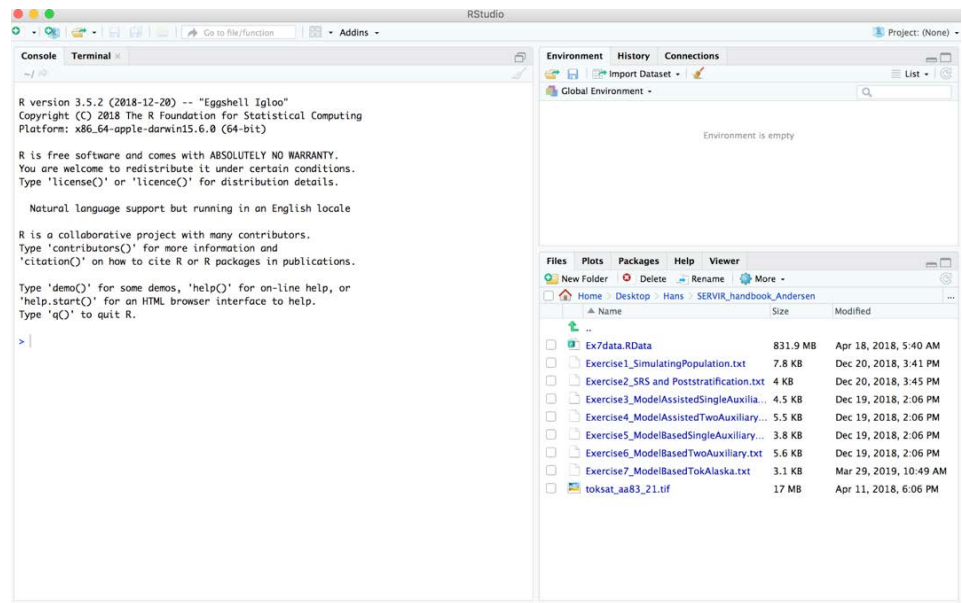 RStudio
Go to file/function Addins Project: (None)
Console Terminal
~/
R version 3.5.2 (2018-12-20) -- "Eggshell Igloo"
Copyright (C) 2018 The R Foundation for Statistical Computing
Platform: x86_64-apple-darwin15.6.0 (64-bit)
R is free software and comes with ABSOLUTELY NO WARRANTY.
You are welcome to redistribute it under certain conditions.
Type 'license()' or 'licence()' for distribution details.
Natural language support but running in an English locale
R is a collaborative project with many contributors.
Type 'contributors()' for more information and
'citation()' on how to cite R or R packages in publications.
Type 'demo()' for some demos, 'help()' for on-line help, or
'help.start()' for an HTML browser interface to help.
Type 'q()' to quit R.
>
Environment History Connections
Import Dataset List
Global Environment
Environment is empty
Files Plots Packages Help Viewer
New Folder Delete Rename More
Home Desktop Hans SERVIR_handbook_Andersen ...
Name Size Modified
..
Ex7data.RData 831.9 MB Apr 18, 2018, 5:40 AM
Exercise1_SimulatingPopulation.txt 7.8 KB Dec 20, 2018, 3:41 PM
Exercise2_SRS and Poststratification.txt 4 KB Dec 20, 2018, 3:45 PM
Exercise3_ModelAssistedSingleAuxilia... 4.5 KB Dec 19, 2018, 2:06 PM
Exercise4_ModelAssistedTwoAuxiliary... 5.5 KB Dec 19, 2018, 2:06 PM
Exercise5_ModelBasedSingleAuxiliary... 3.8 KB Dec 19, 2018, 2:06 PM
Exercise6_ModelBasedTwoAuxiliary.txt 5.6 KB Dec 19, 2018, 2:06 PM
Exercise7_ModelBasedTokAlaska.txt 3.1 KB Mar 29, 2019, 10:49 AM
toksat_aa83_21.tif 17 MB Apr 11, 2018, 6:06 PM